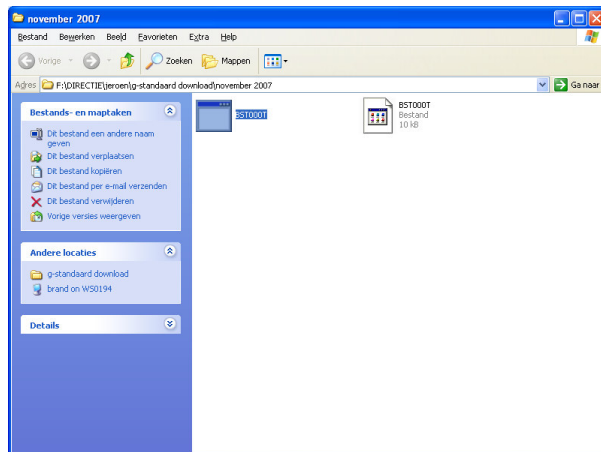 november 2007
Bestand Bewerken Beeld Favorieten Extra Help
Vorige Zoeken Mappen
Adres F:\DIRECTIE\jeroen\g-standaard download\november 2007 Ga naar
Bestands- en maptaken
Dit bestand een andere naam
geven
Dit bestand verplaatsen
Dit bestand kopiëren
Dit bestand per e-mail verzenden
Dit bestand verwijderen
Vorige versies weergeven
Andere locaties
g-standaard download
brand on WS0194
Details
BST000T
BST000T
Bestand
10 kB